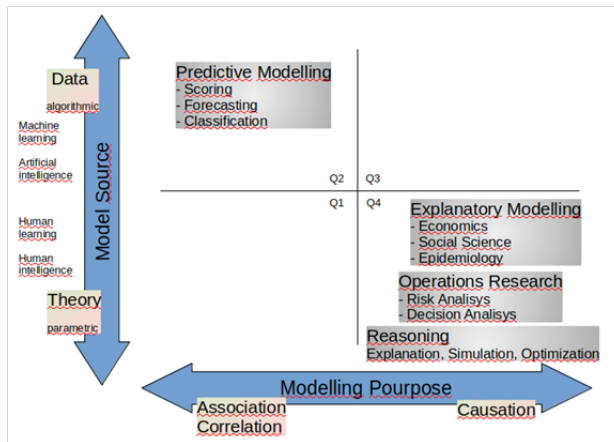 Data
algorithmic
Machine
learning
Artificial
intelligence
Human
learning
Human
intelligence
Theory
parametric
Model Source
Predictive Modelling
- Scoring
- Forecasting
- Classification
Q2
Q3
Q1
Q4
Explanatory Modelling
- Economics
- Social Science
- Epidemiology
Operations Research
- Risk Analisys
- Decision Analisys
Reasoning
Explanation, Simulation, Optimization
Modelling Pourpose
Association
Correlation
Causation